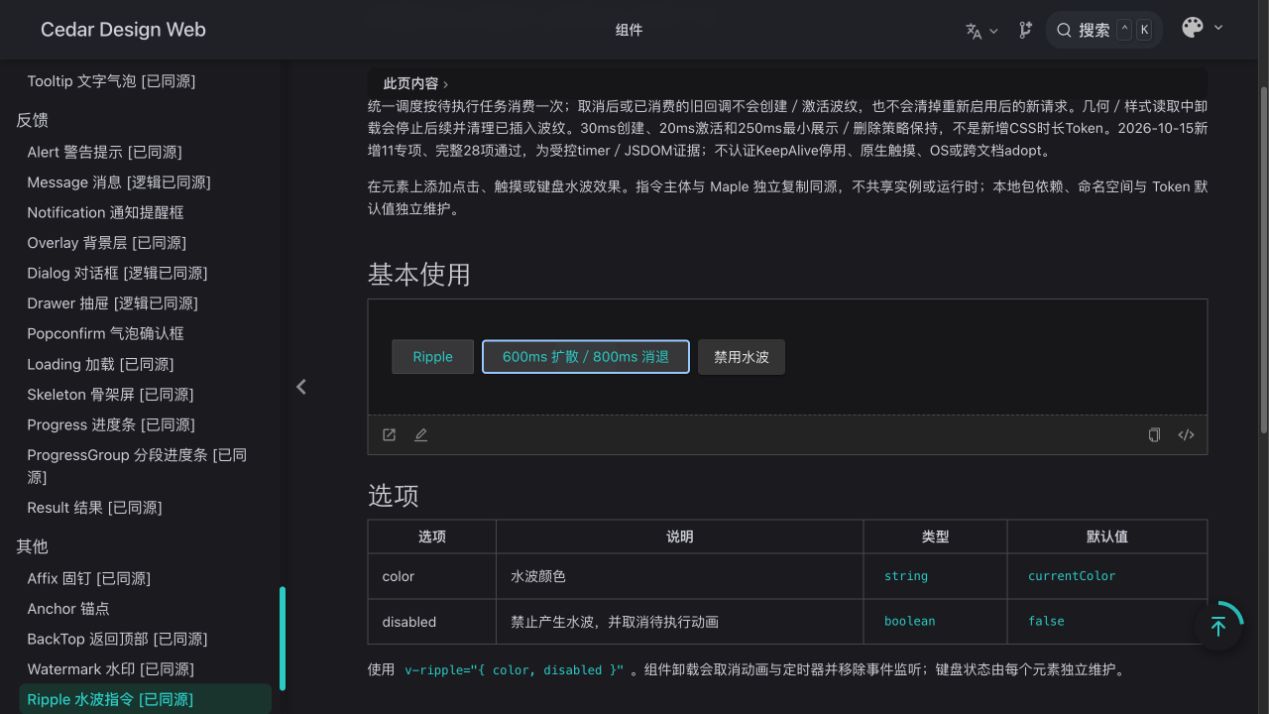 Cedar Design Web
组件
搜索 ^ K
Tooltip 文字气泡 [已同源]
反馈
Alert 警告提示 [已同源]
Message 消息 [逻辑已同源]
Notification 通知提醒框
Overlay 背景层 [已同源]
Dialog 对话框 [逻辑已同源]
Drawer 抽屉 [逻辑已同源]
Popconfirm 气泡确认框
Loading 加载 [已同源]
Skeleton 骨架屏 [已同源]
Progress 进度条 [已同源]
ProgressGroup 分段进度条 [已同
源]
Result 结果 [已同源]
其他
Affix 固钉 [已同源]
Anchor 锚点
BackTop 返回顶部 [已同源]
Watermark 水印 [已同源]
Ripple 水波指令 [已同源]
此页内容 ›
统一调度按待执行任务消费一次；取消后或已消费的旧回调不会创建 / 激活波纹，也不会清掉重新启用后的新请求。几何 / 样式读取中卸
载会停止后续并清理已插入波纹。30ms创建、20ms激活和250ms最小展示 / 删除策略保持，不是新增CSS时长Token。2026-10-15新
增11专项、完整28项通过，为受控timer / JSDOM证据；不认证KeepAlive停用、原生触摸、OS或跨文档adopt。
在元素上添加点击、触摸或键盘水波效果。指令主体与 Maple 独立复制同源，不共享实例或运行时；本地包依赖、命名空间与 Token 默
认值独立维护。
基本使用
Ripple
600ms 扩散 / 800ms 消退
禁用水波
选项
选项 说明 类型 默认值
color 水波颜色 string currentColor
disabled 禁止产生水波，并取消待执行动画 boolean false
使用 v-ripple="{ color, disabled }" 。组件卸载会取消动画与定时器并移除事件监听；键盘状态由每个元素独立维护。